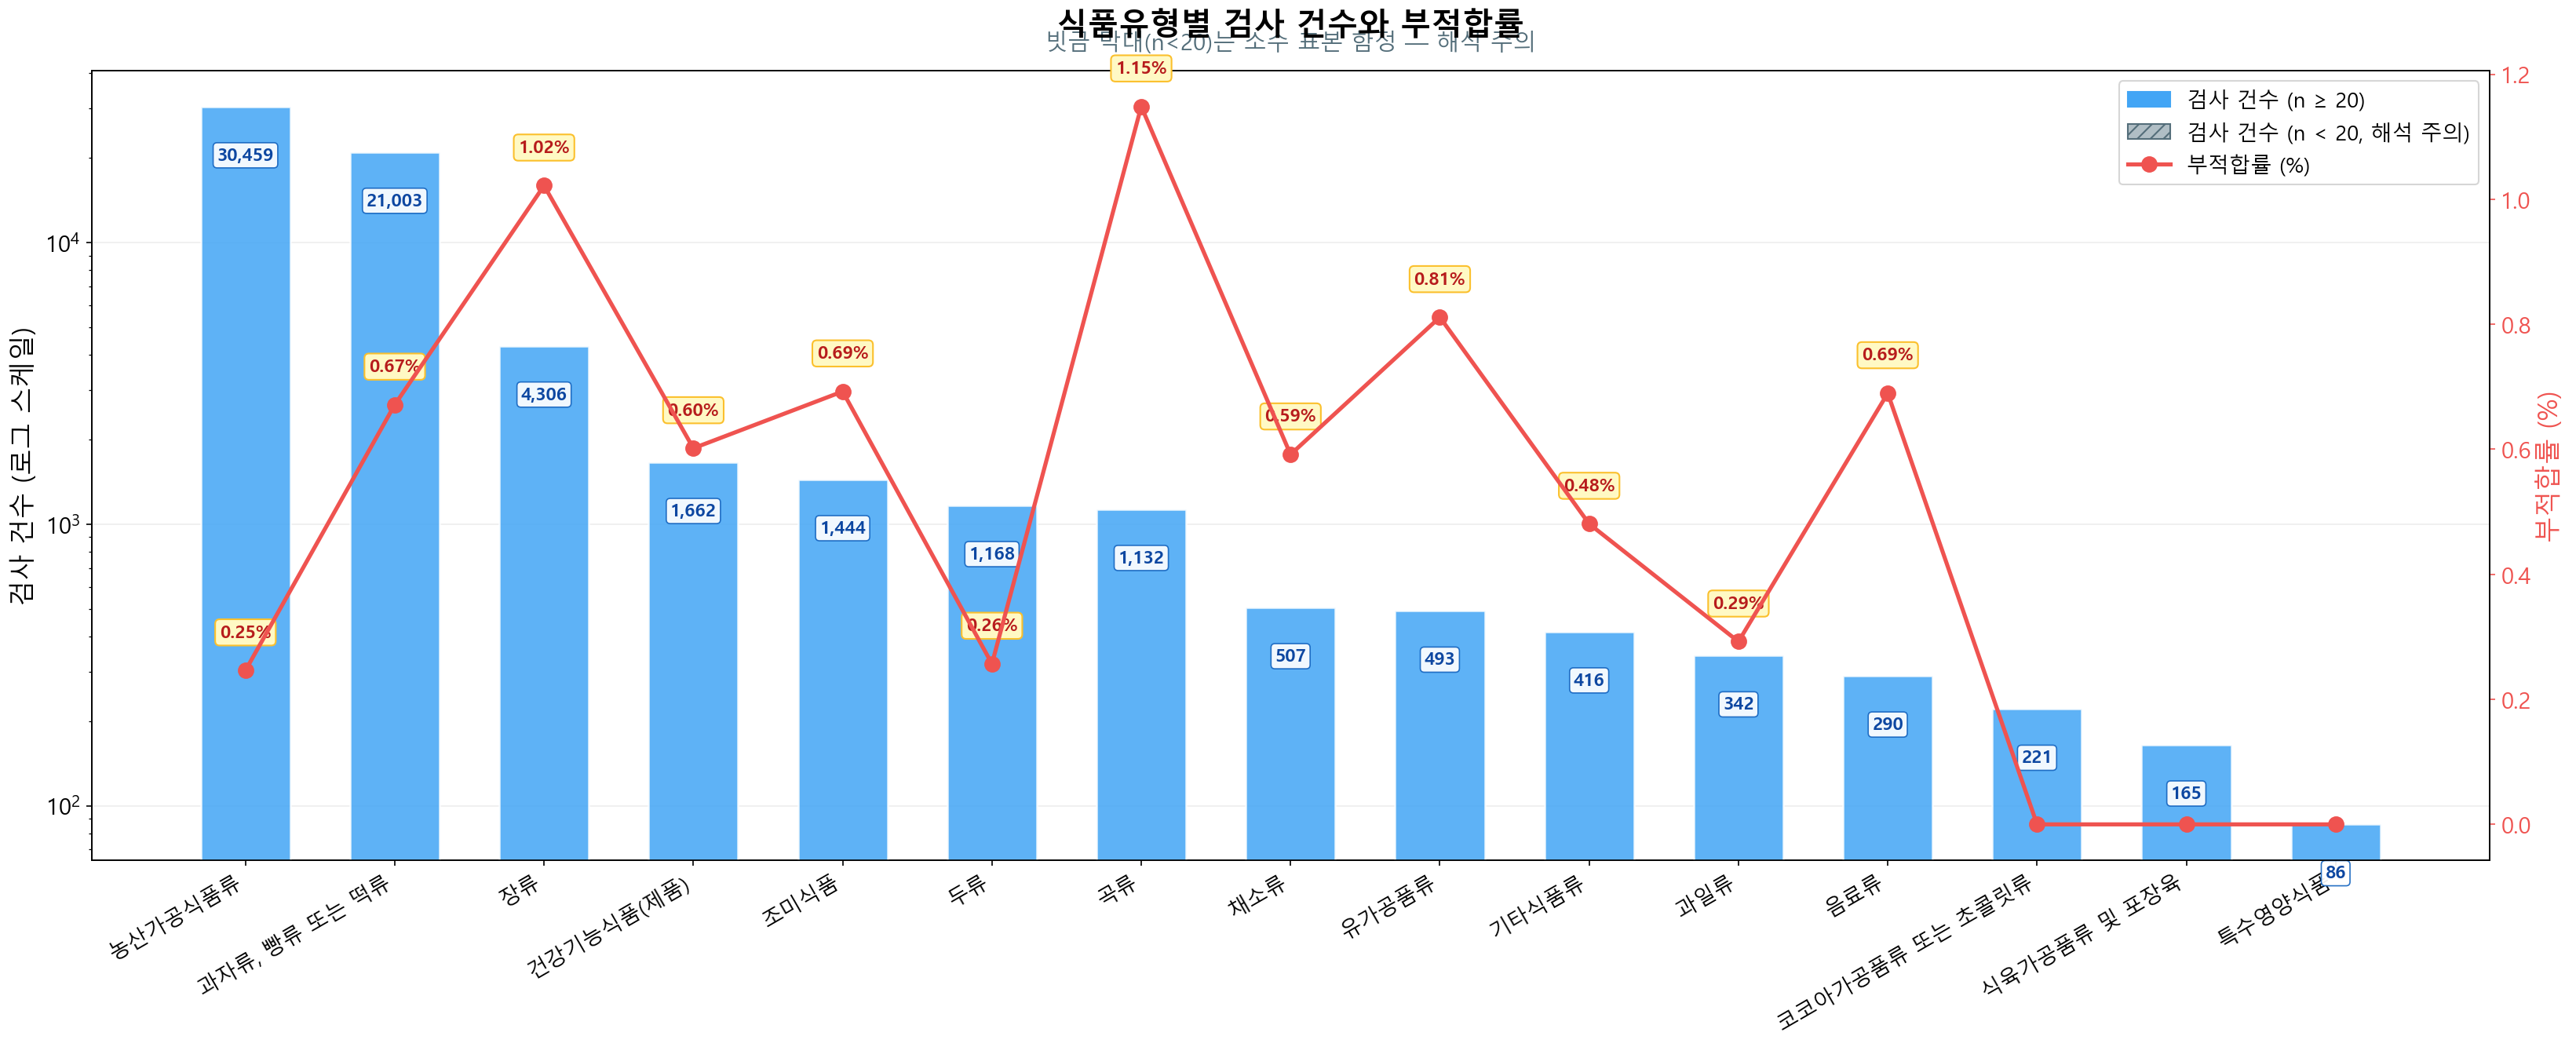 식품유형별 검사 건수와 부적합률
빗금 막대(n<20)는 소수 표본 함정 — 해석 주의
검사 건수 (n ≥ 20)
검사 건수 (n < 20, 해석 주의)
부적합률 (%)
검사 건수 (로그 스케일)
10⁴
10³
10²
부적합률 (%)
1.2
1.0
0.8
0.6
0.4
0.2
0.0
30,459
21,003
4,306
1,662
1,444
1,168
1,132
507
493
416
342
290
221
165
86
0.25%
0.67%
1.02%
0.60%
0.69%
0.26%
1.15%
0.59%
0.81%
0.48%
0.29%
0.69%
농산가공식품류
과자류, 빵류 또는 떡류
장류
건강기능식품(제품)
조미식품
두류
곡류
채소류
유가공품류
기타식품류
과일류
음료류
코코아가공품류 또는 초콜릿류
식육가공품류 및 포장육
특수영양식품